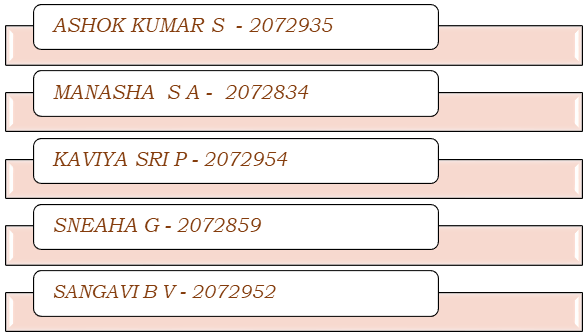 ASHOK KUMAR S - 2072935
MANASHA S A - 2072834
KAVIYA SRI P - 2072954
SNEAHA G - 2072859
SANGAVI B V - 2072952